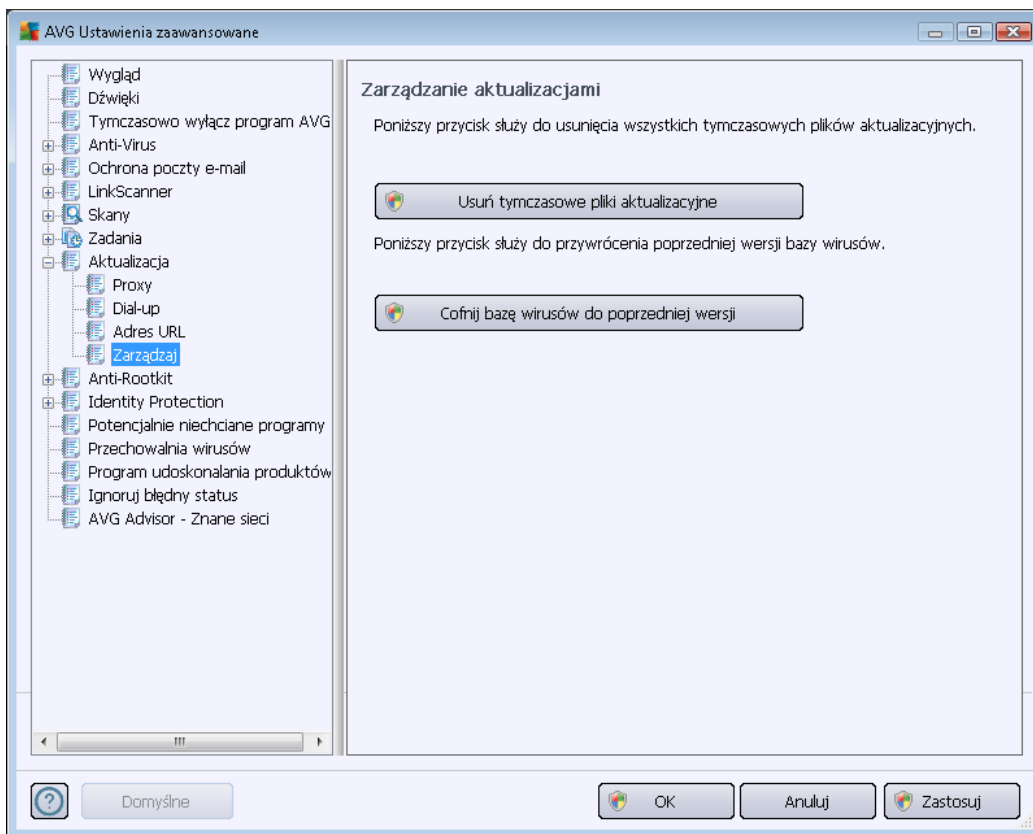 AVG Ustawienia zaawansowane
Wygląd
Dźwięki
Tymczasowo wyłącz program AVG
Anti-Virus
Ochrona poczty e-mail
LinkScanner
Skany
Zadania
Aktualizacja
Proxy
Dial-up
Adres URL
Zarządzaj
Anti-Rootkit
Identity Protection
Potencjalnie niechciane programy
Przechowalnia wirusów
Program udoskonalania produktów
Ignoruj błędny status
AVG Advisor - Znane sieci
Zarządzanie aktualizacjami
Poniższy przycisk służy do usunięcia wszystkich tymczasowych plików aktualizacyjnych.
Usuń tymczasowe pliki aktualizacyjne
Poniższy przycisk służy do przywrócenia poprzedniej wersji bazy wirusów.
Cofnij bazę wirusów do poprzedniej wersji
Domyślne
OK
Anuluj
Zastosuj